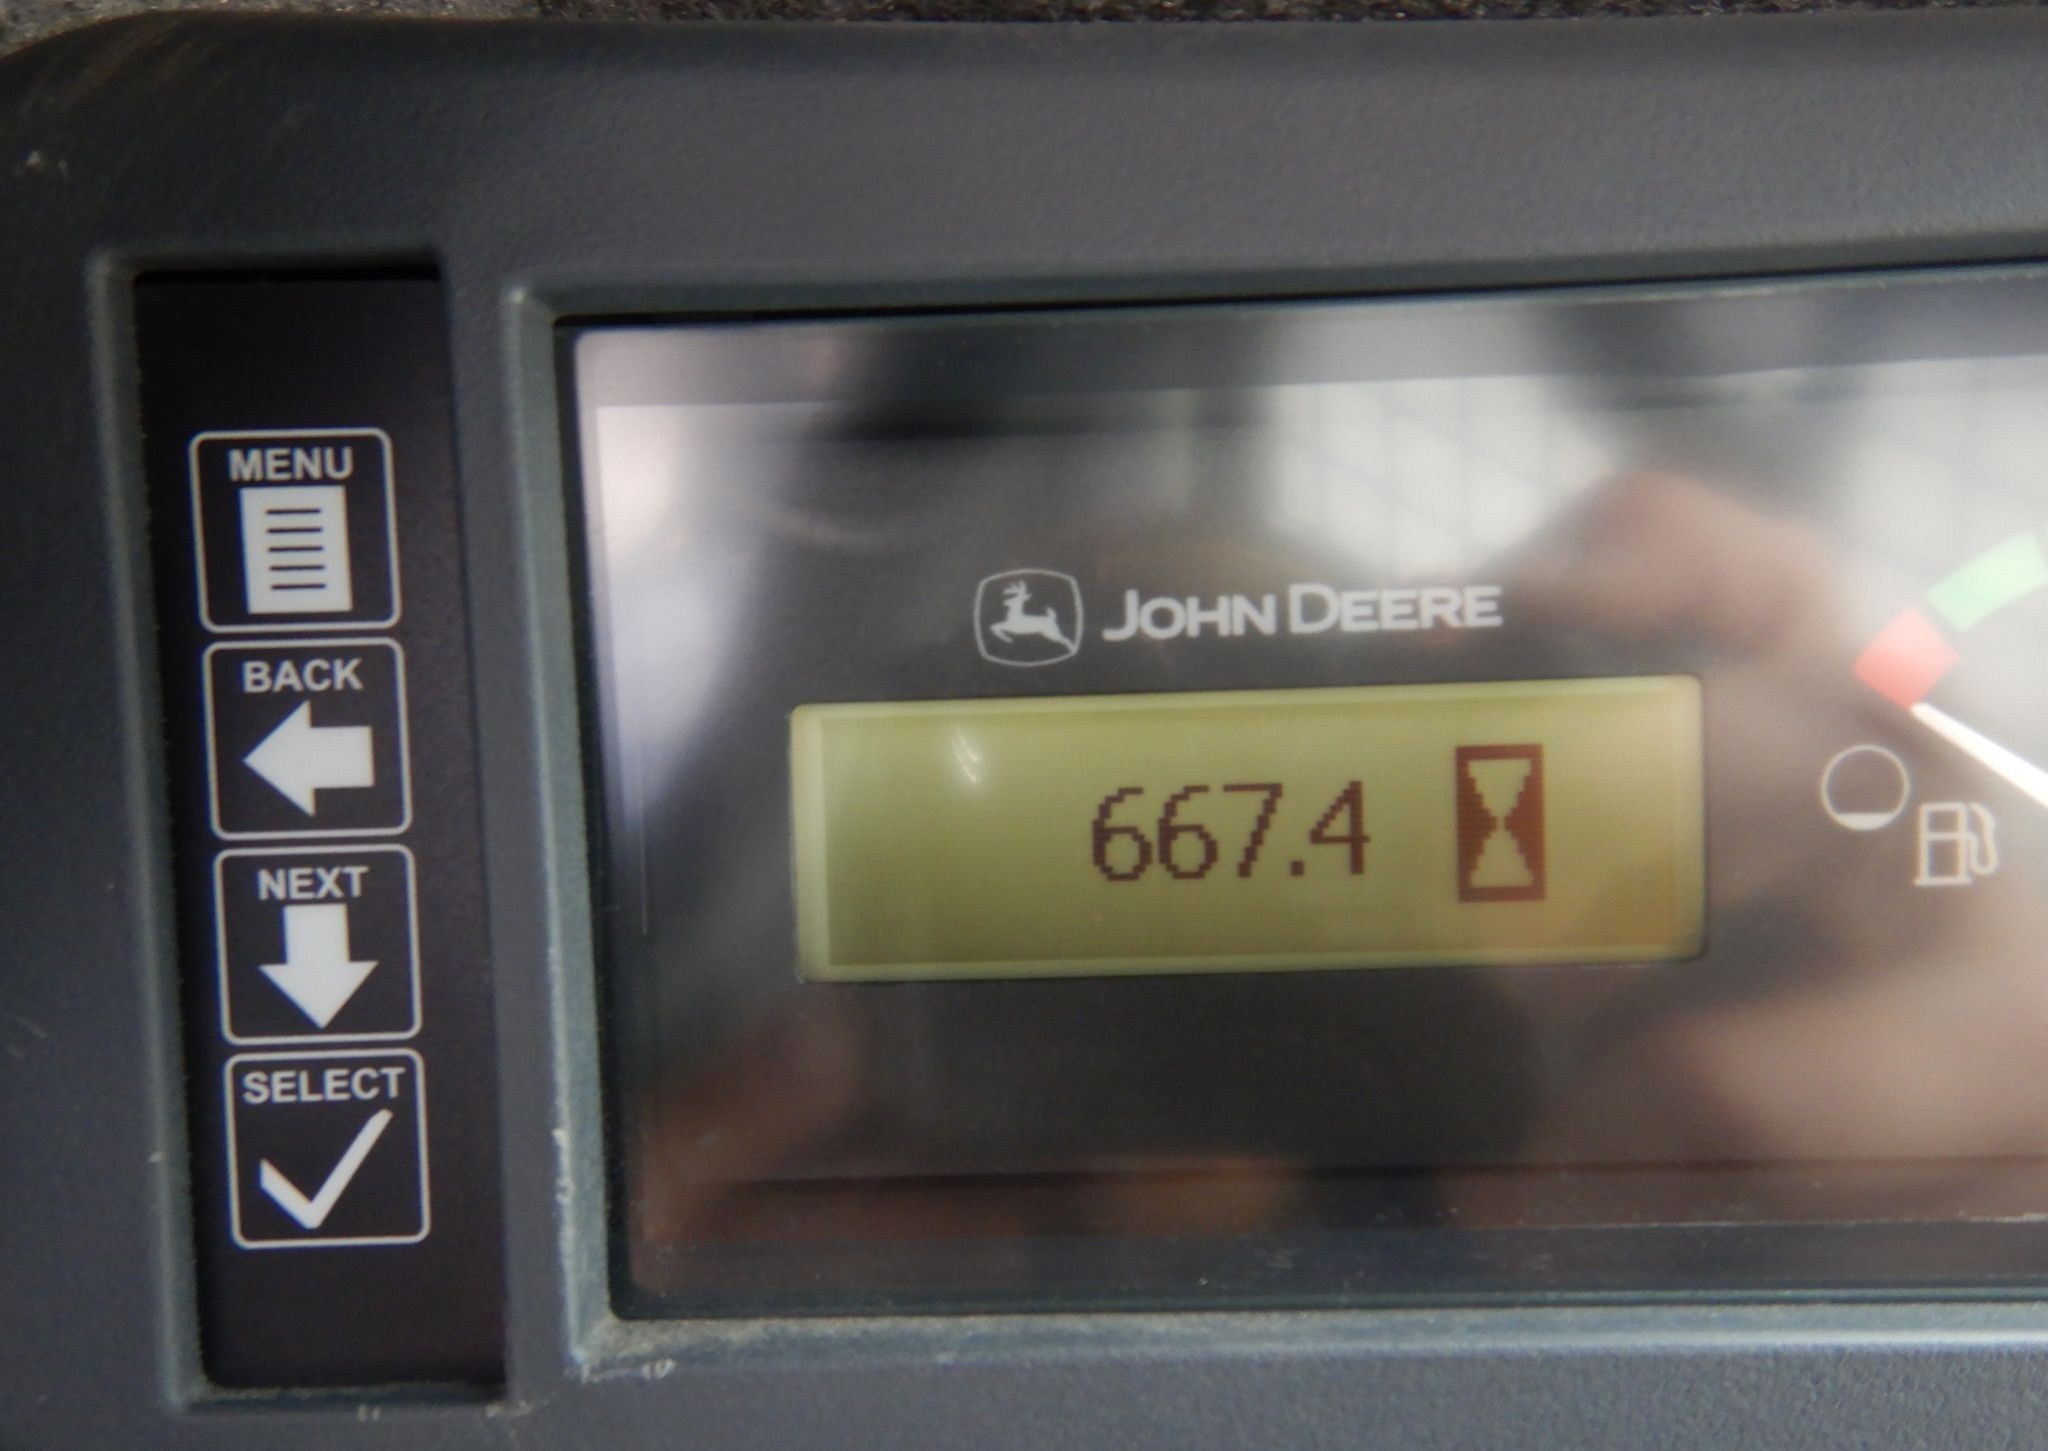 MENU
BACK
NEXT
SELECT
JOHN DEERE
667.4